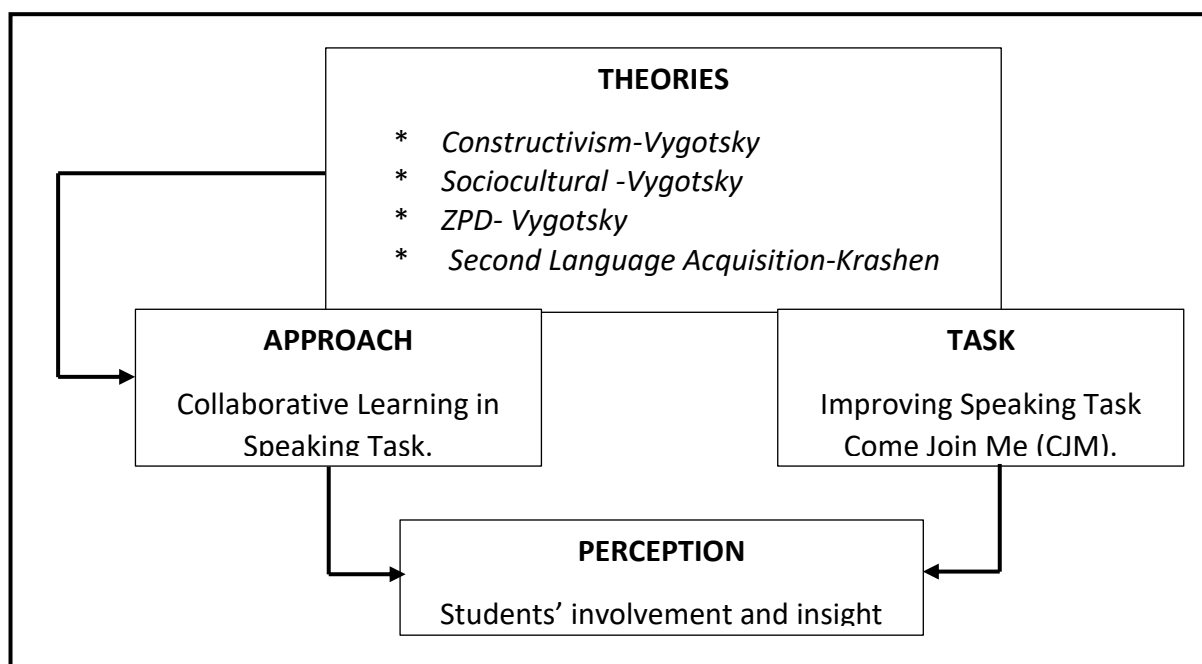 THEORIES
* Constructivism-Vygotsky
* Sociocultural -Vygotsky
* ZPD- Vygotsky
* Second Language Acquisition-Krashen
APPROACH
Collaborative Learning in
Speaking Task.
TASK
Improving Speaking Task
Come Join Me (CJM).
PERCEPTION
Students’ involvement and insight